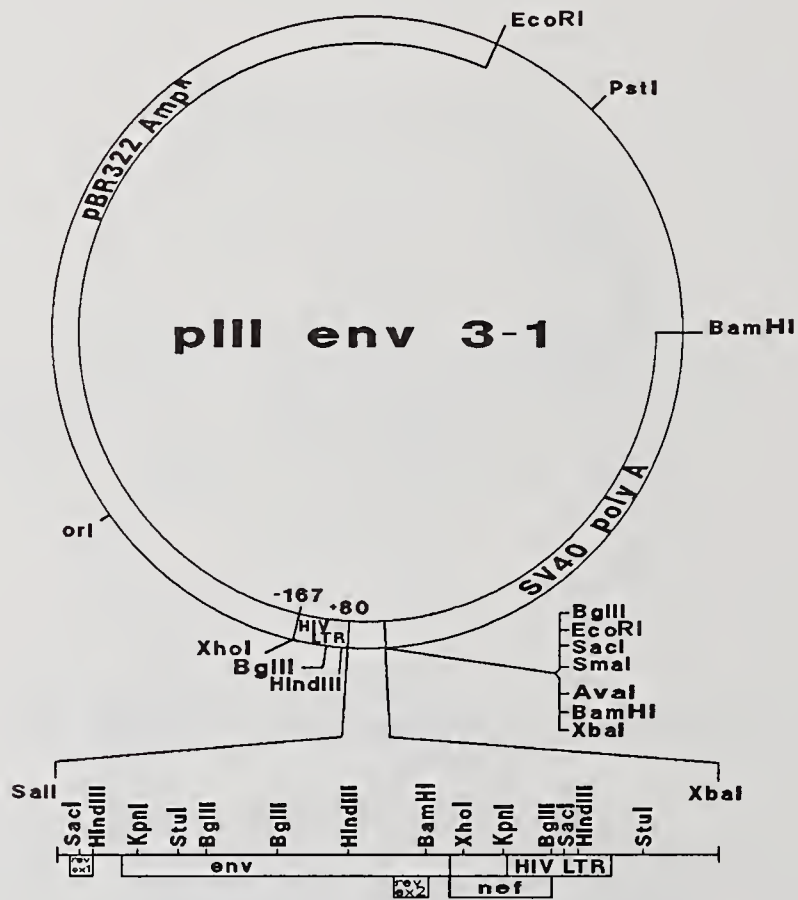 EcoRI
PstI
pBR322 Amp^R
pIII env 3-1
BamHI
SV40 poly A
ori
-167
+80
HIV
LTR
XhoI
BglII
HindIII
BglII
EcoRI
SacI
SmaI
AvaI
BamHI
XbaI
SalI
XbaI
SacI
HindIII
KpnI
StuI
BglII
BglII
HindIII
BamHI
XhoI
KpnI
BglII
SacI
HindIII
StuI
rev
ex1
env
HIV LTR
rev
ex2
nef